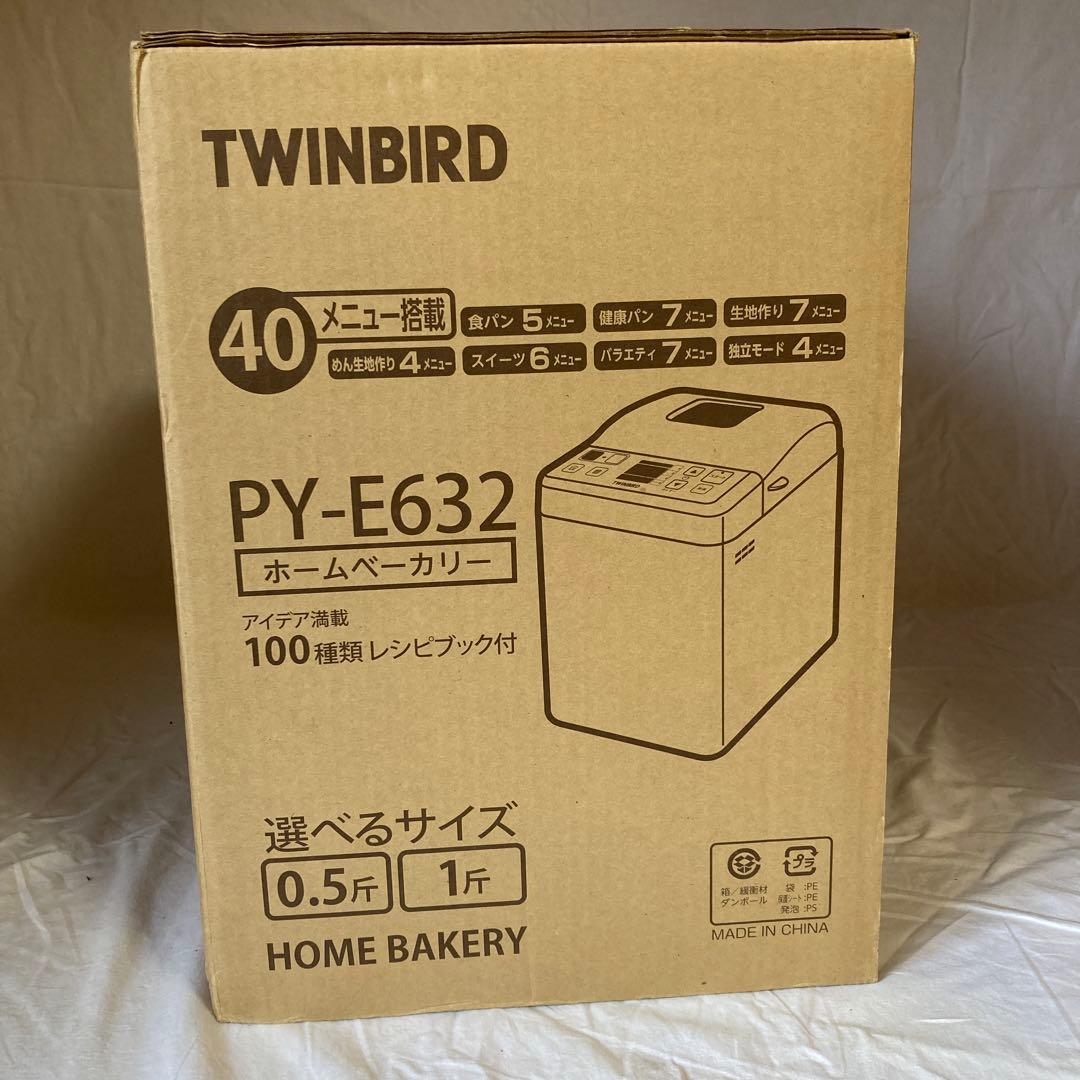 TWINBIRD
40 メニュー搭載
食パン 5 メニュー
健康パン 7 メニュー
生地作り 7 メニュー
めん生地作り 4 メニュー
スイーツ 6 メニュー
バラエティ 7 メニュー
独立モード 4 メニュー
TWINBIRD
PY-E632
ホームベーカリー
アイデア満載
100種類 レシピブック付
選べるサイズ
0.5斤
1斤
HOME BAKERY
プラ
箱/緩衝材
ダンボール
袋 :PE
保護シート:PE
発泡 :PS
MADE IN CHINA